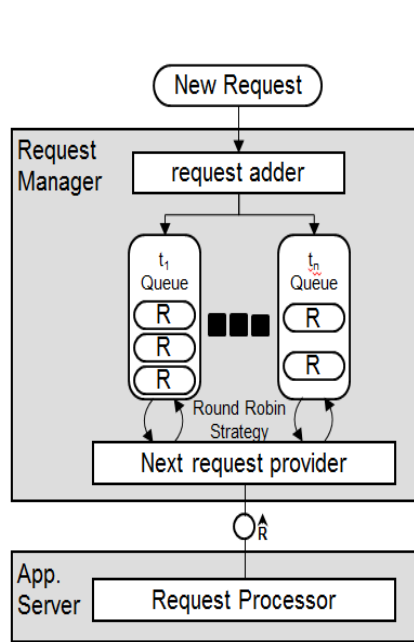 New Request
Request
Manager
request adder
t₁
Queue
R
R
R
tₙ
Queue
R
R
Round Robin
Strategy
Next request provider
R
App.
Server
Request Processor